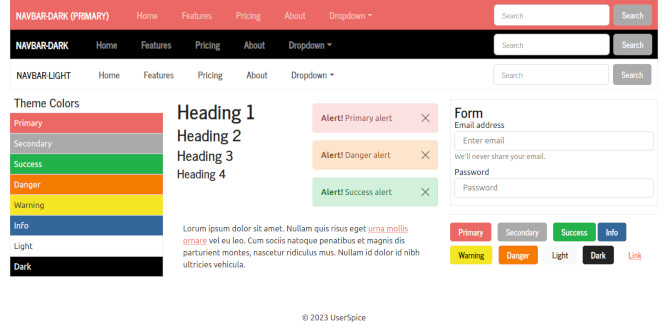 NAVBAR-DARK (PRIMARY) Home Features Pricing About Dropdown Search Search
NAVBAR-DARK Home Features Pricing About Dropdown Search Search
NAVBAR-LIGHT Home Features Pricing About Dropdown Search Search
Theme Colors
Primary
Secondary
Success
Danger
Warning
Info
Light
Dark
Heading 1
Heading 2
Heading 3
Heading 4
Alert! Primary alert
Alert! Danger alert
Alert! Success alert
Lorum ipsum dolor sit amet. Nullam quis risus eget urna mollis
ornare vel eu leo. Cum sociis natoque penatibus et magnis dis
parturient montes, nascetur ridiculus mus. Nullam id dolor id nibh
ultricies vehicula.
Form
Email address
Enter email
We'll never share your email.
Password
Password
Primary Secondary Success Info
Warning Danger Light Dark Link
© 2023 UserSpice